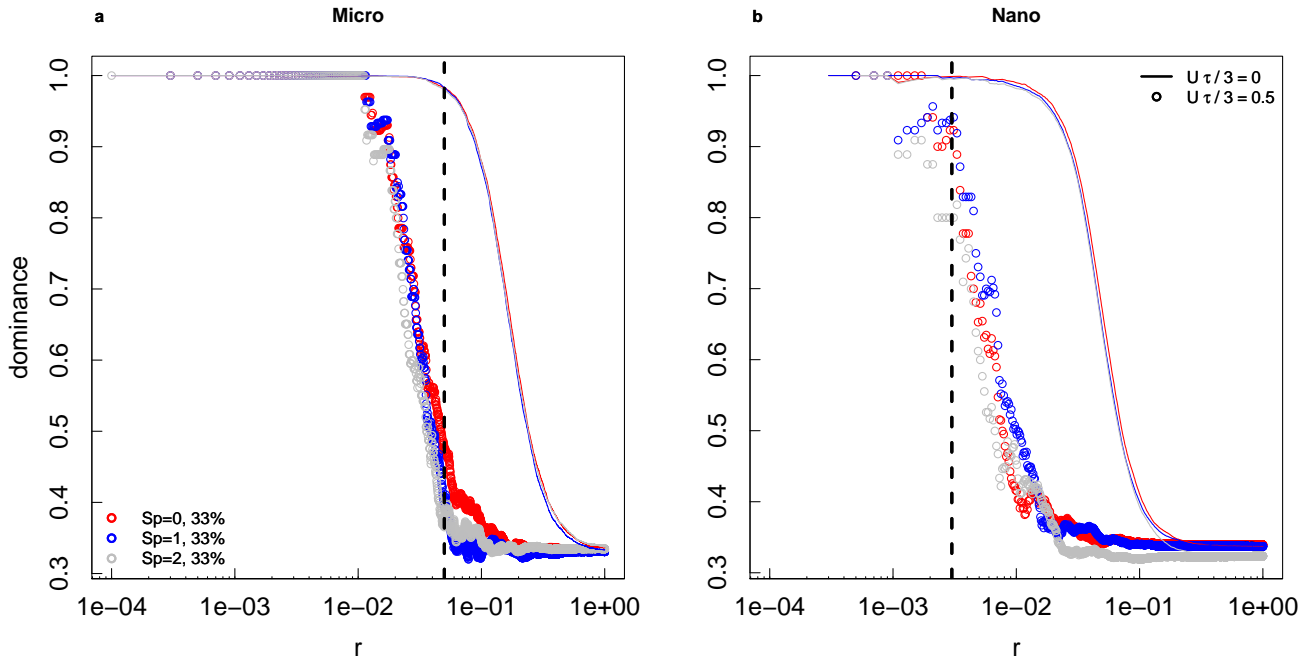 a
Micro
dominance
1.0
0.9
0.8
0.7
0.6
0.5
0.4
0.3
Sp=0, 33%
Sp=1, 33%
Sp=2, 33%
1e−04
1e−03
1e−02
1e−01
1e+00
r
b
Nano
U τ / 3 = 0
U τ / 3 = 0.5
1.0
0.9
0.8
0.7
0.6
0.5
0.4
0.3
1e−04
1e−03
1e−02
1e−01
1e+00
r